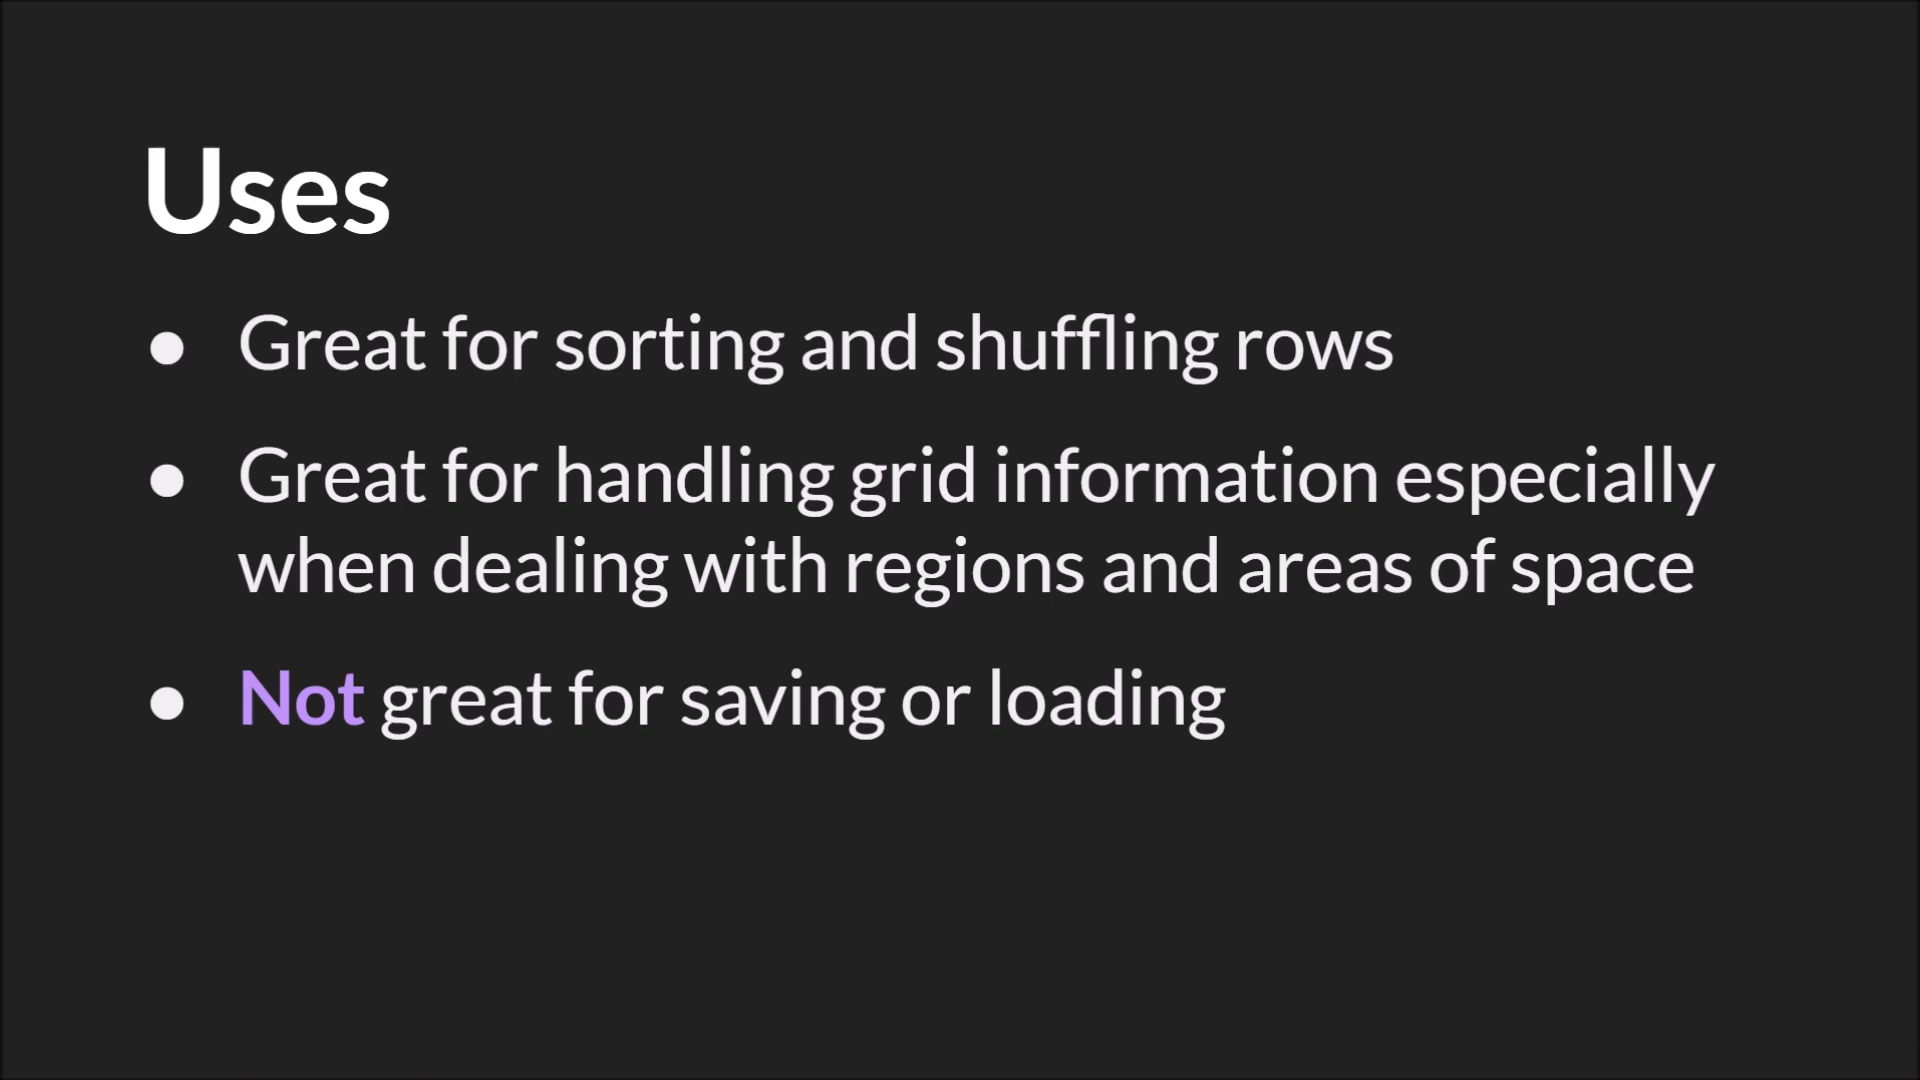 Uses
● Great for sorting and shuffling rows
● Great for handling grid information especially
when dealing with regions and areas of space
● Not great for saving or loading